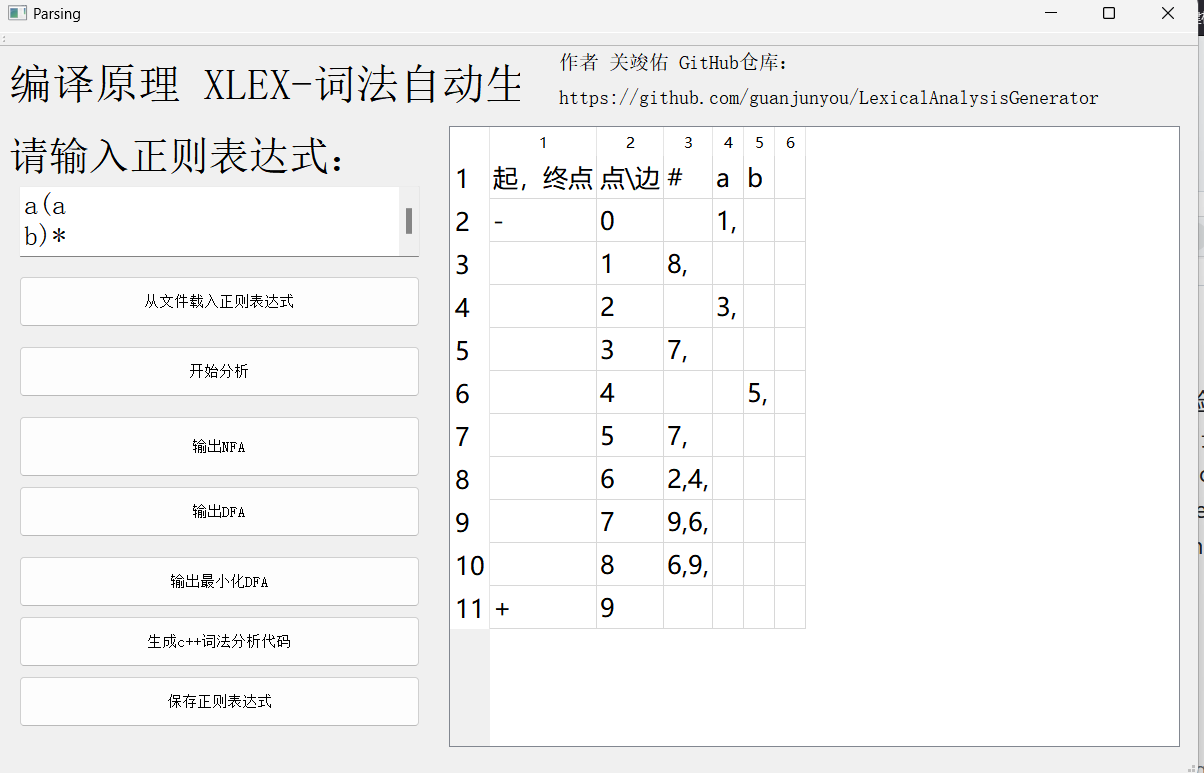 Parsing
编译原理 XLEX-词法自动生
作者 关竣佑 GitHub仓库：
https://github.com/guanjunyou/LexicalAnalysisGenerator
请输入正则表达式：
a(a
b)*
从文件载入正则表达式
开始分析
输出NFA
输出DFA
输出最小化DFA
生成c++词法分析代码
保存正则表达式
1 2 3 4 5 6
1 起，终点 点\边 # a b
2 - 0 1,
3 1 8,
4 2 3,
5 3 7,
6 4 5,
7 5 7,
8 6 2,4,
9 7 9,6,
10 8 6,9,
11 + 9